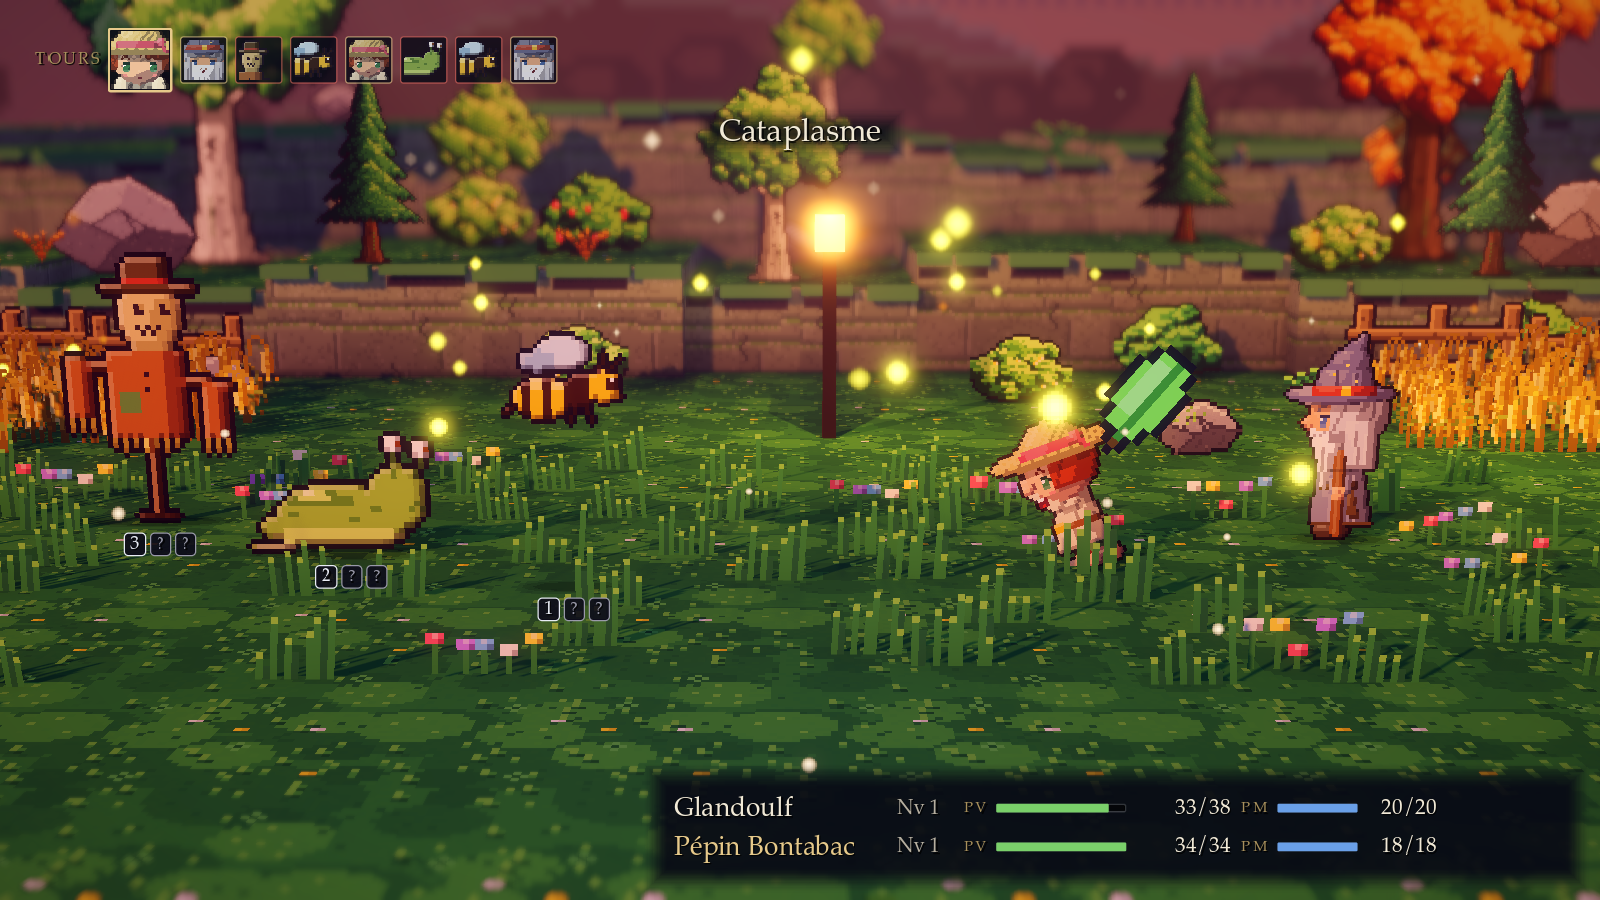 TOURS
Cataplasme
3 ? ?
2 ? ?
1 ? ?
Glandoulf Nv 1 PV 33/38 PM 20/20
Pépin Bontabac Nv 1 PV 34/34 PM 18/18